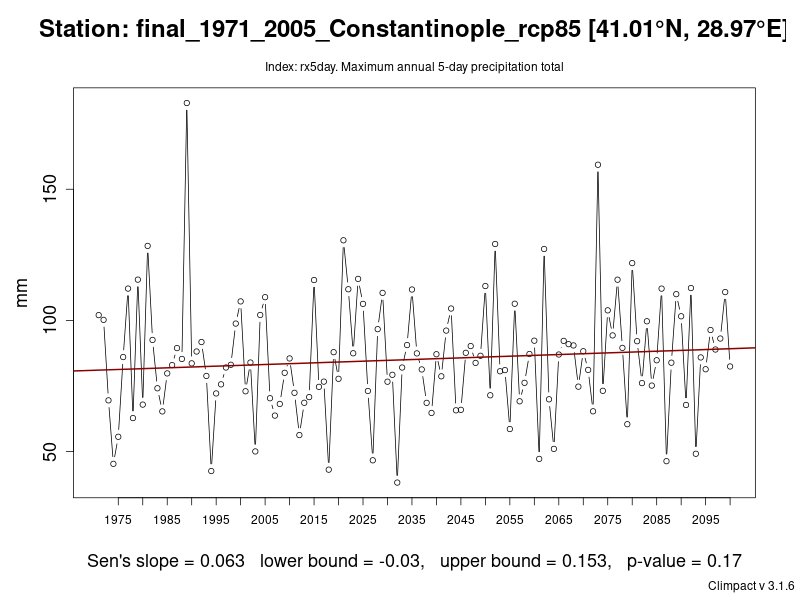 Station: final_1971_2005_Constantinople_rcp85 [41.01°N, 28.97°E]
Index: rx5day. Maximum annual 5-day precipitation total
mm
150
100
50
1975 1985 1995 2005 2015 2025 2035 2045 2055 2065 2075 2085 2095
Sen's slope = 0.063 lower bound = -0.03, upper bound = 0.153, p-value = 0.17
Climpact v 3.1.6